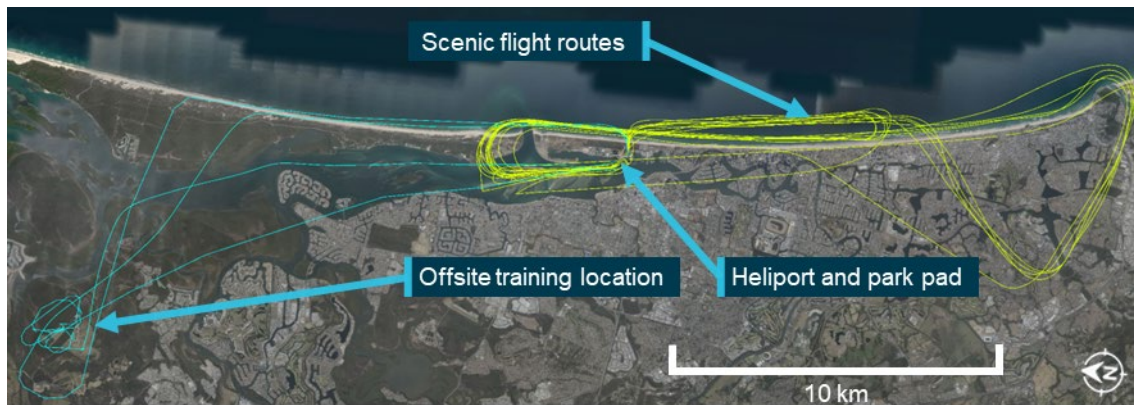 Scenic flight routes
Offsite training location
Heliport and park pad
10 km
N